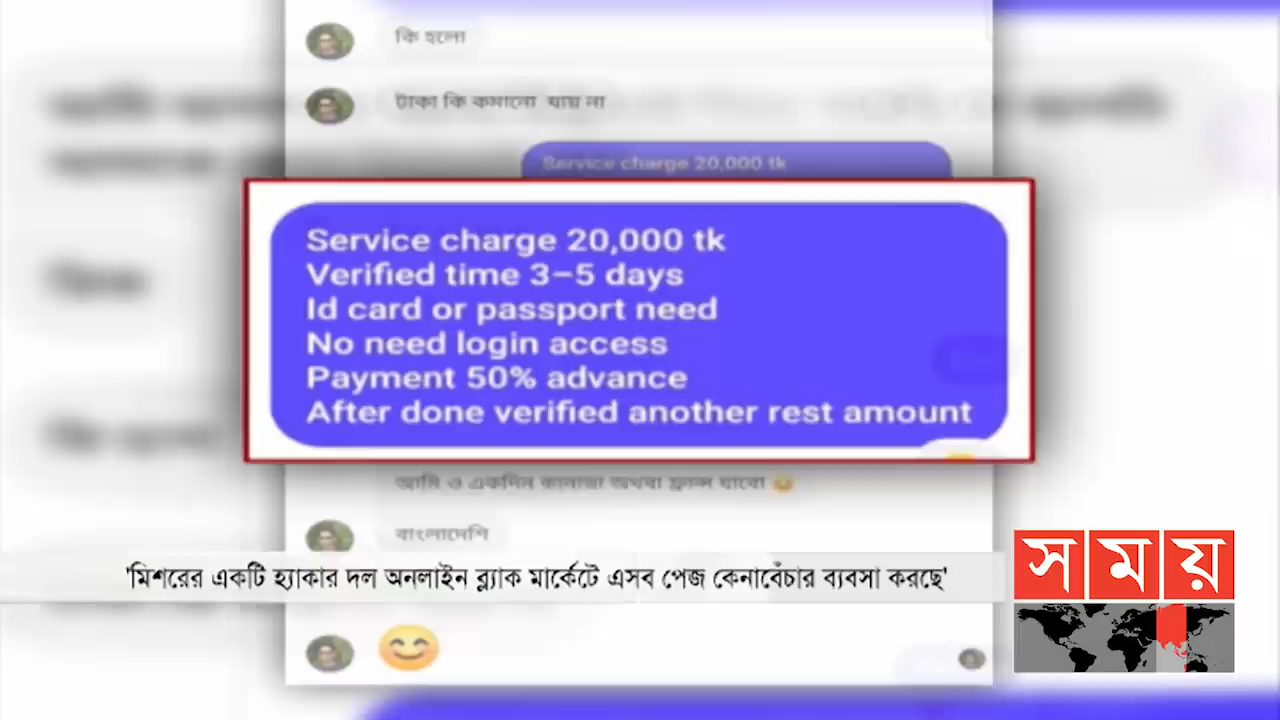 কি হলো
টাকা কি কমানো যায় না
Service charge 20,000 tk
Service charge 20,000 tk
Verified time 3–5 days
Id card or passport need
No need login access
Payment 50% advance
After done verified another rest amount
আমি ও একদিন কানাডা অথবা ফ্রান্স যাবো 😊
বাংলাদেশি
'মিশরের একটি হ্যাকার দল অনলাইন ব্ল্যাক মার্কেটে এসব পেজ কেনাবেঁচার ব্যবসা করছে'
😊
সময়